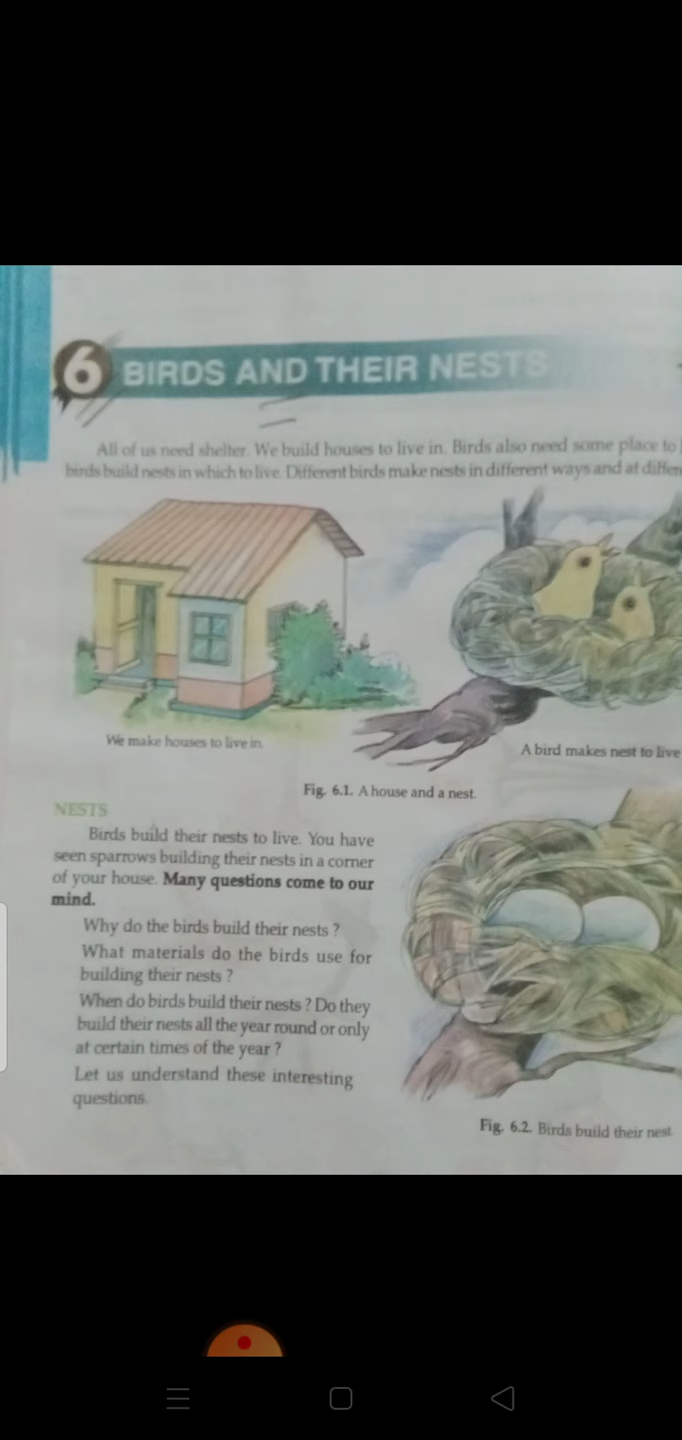 6 BIRDS AND THEIR NESTS
All of us need shelter. We build houses to live in. Birds also need some place to
birds build nests in which to live. Different birds make nests in different ways and at
We make houses to live in.
A bird makes nest to live
Fig. 6.1. A house and a nest.
NESTS
Birds build their nests to live. You have
seen sparrows building their nests in a corner
of your house. Many questions come to our
mind.
Why do the birds build their nests ?
What materials do the birds use for
building their nests ?
When do birds build their nests ? Do they
build their nests all the year round or only
at certain times of the year ?
Let us understand these interesting
questions.
Fig. 6.2. Birds build their nest.